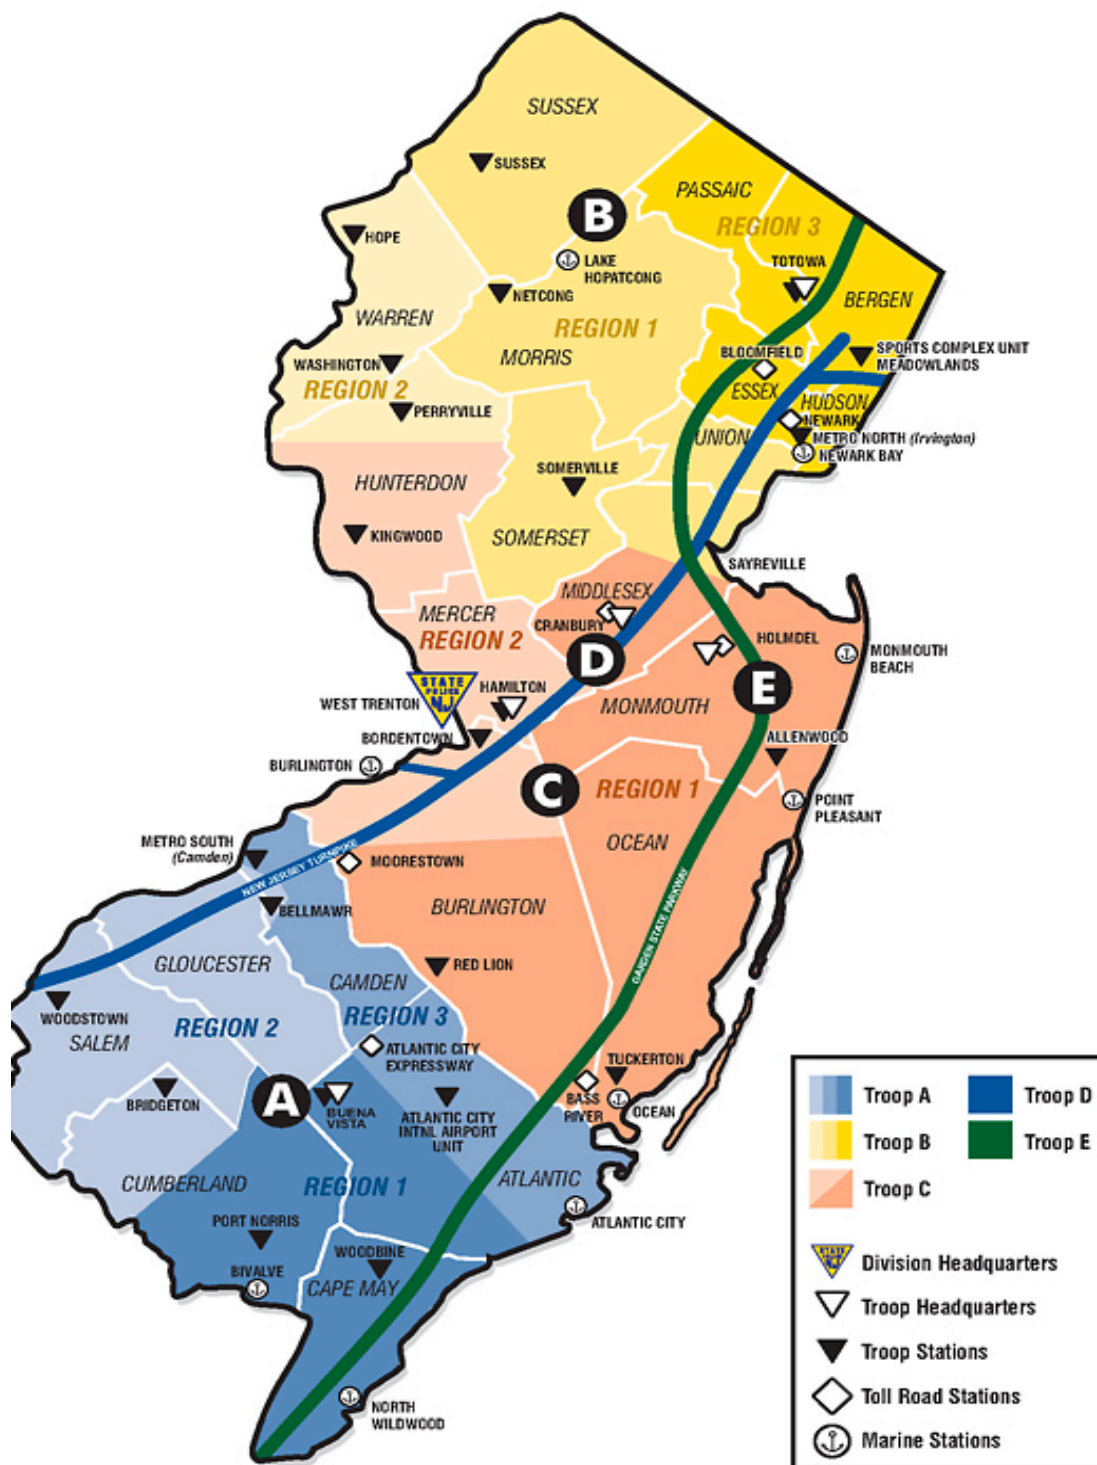 SUSSEX
SUSSEX
PASSAIC
B
REGION 3
HOPE
LAKE
HOPATCONG
TOTOWA
NETCONG
BERGEN
WARREN
REGION 1
MORRIS
BLOOMFIELD
SPORTS COMPLEX UNIT
MEADOWLANDS
WASHINGTON
REGION 2
ESSEX
HUDSON
PERRYVILLE
NEWARK
UNION
METRO NORTH (Irvington)
NEWARK BAY
SOMERVILLE
HUNTERDON
KINGWOOD
SOMERSET
SAYREVILLE
MIDDLESEX
MERCER
CRANBURY
REGION 2
HOLMDEL
D
MONMOUTH
BEACH
STATE
POLICE
NJ
E
HAMILTON
WEST TRENTON
MONMOUTH
BORDENTOWN
ALLENWOOD
BURLINGTON
C
REGION 1
POINT
PLEASANT
METRO SOUTH
(Camden)
OCEAN
NEW JERSEY TURNPIKE
MOORESTOWN
BELLMAWR
BURLINGTON
GARDEN STATE PARKWAY
GLOUCESTER
RED LION
CAMDEN
WOODSTOWN
REGION 2
REGION 3
SALEM
ATLANTIC CITY
EXPRESSWAY
TUCKERTON
BRIDGETON
A
BUENA
VISTA
ATLANTIC CITY
INTNL AIRPORT
UNIT
BASS
RIVER
OCEAN
CUMBERLAND
REGION 1
ATLANTIC
PORT NORRIS
ATLANTIC CITY
WOODBINE
BIVALVE
CAPE MAY
NORTH
WILDWOOD
Troop A
Troop D
Troop B
Troop E
Troop C
STATE
NJ
Division Headquarters
Troop Headquarters
Troop Stations
Toll Road Stations
Marine Stations